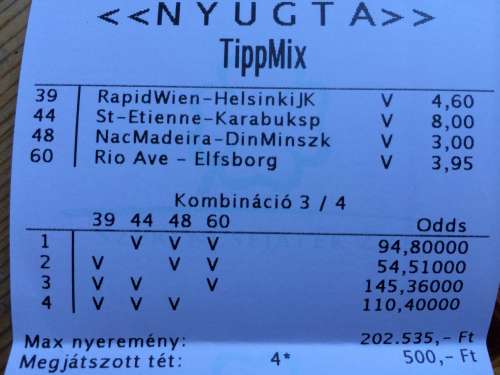 <<NYUGTA>>
TippMix
39 RapidWien-HelsinkiJK V 4,60
44 St-Etienne-Karabuksp V 8,00
48 NacMadeira-DinMinszk V 3,00
60 Rio Ave - Elfsborg V 3,95
Kombináció 3 / 4
39 44 48 60 Odds
1 V V V 94,80000
2 V V V 54,51000
3 V V V 145,36000
4 V V V 110,40000
Max nyeremény: 202.535,- Ft
Megjátszott tét: 4* 500,- Ft